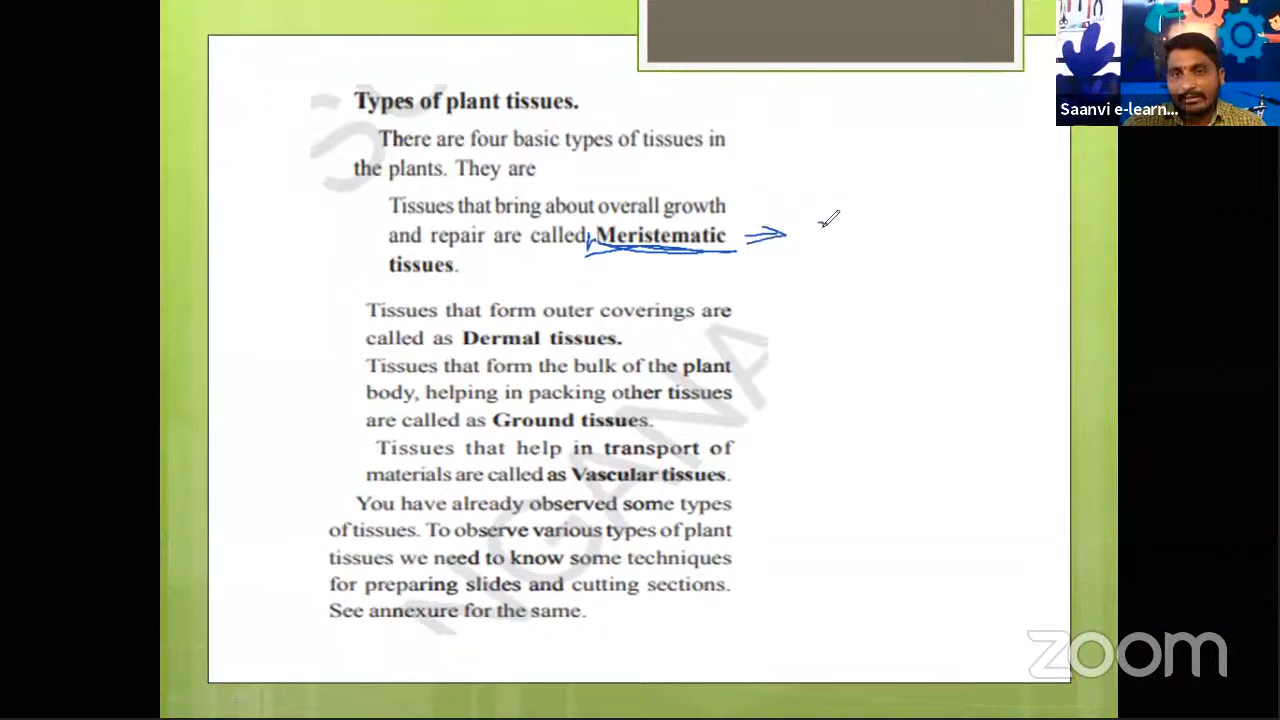 Types of plant tissues.
There are four basic types of tissues in
the plants. They are
Tissues that bring about overall growth
and repair are called Meristematic
tissues.
Tissues that form outer coverings are
called as Dermal tissues.
Tissues that form the bulk of the plant
body, helping in packing other tissues
are called as Ground tissues.
Tissues that help in transport of
materials are called as Vascular tissues.
You have already observed some types
of tissues. To observe various types of plant
tissues we need to know some techniques
for preparing slides and cutting sections.
See annexure for the same.
Saanvi e-learn...
zoom